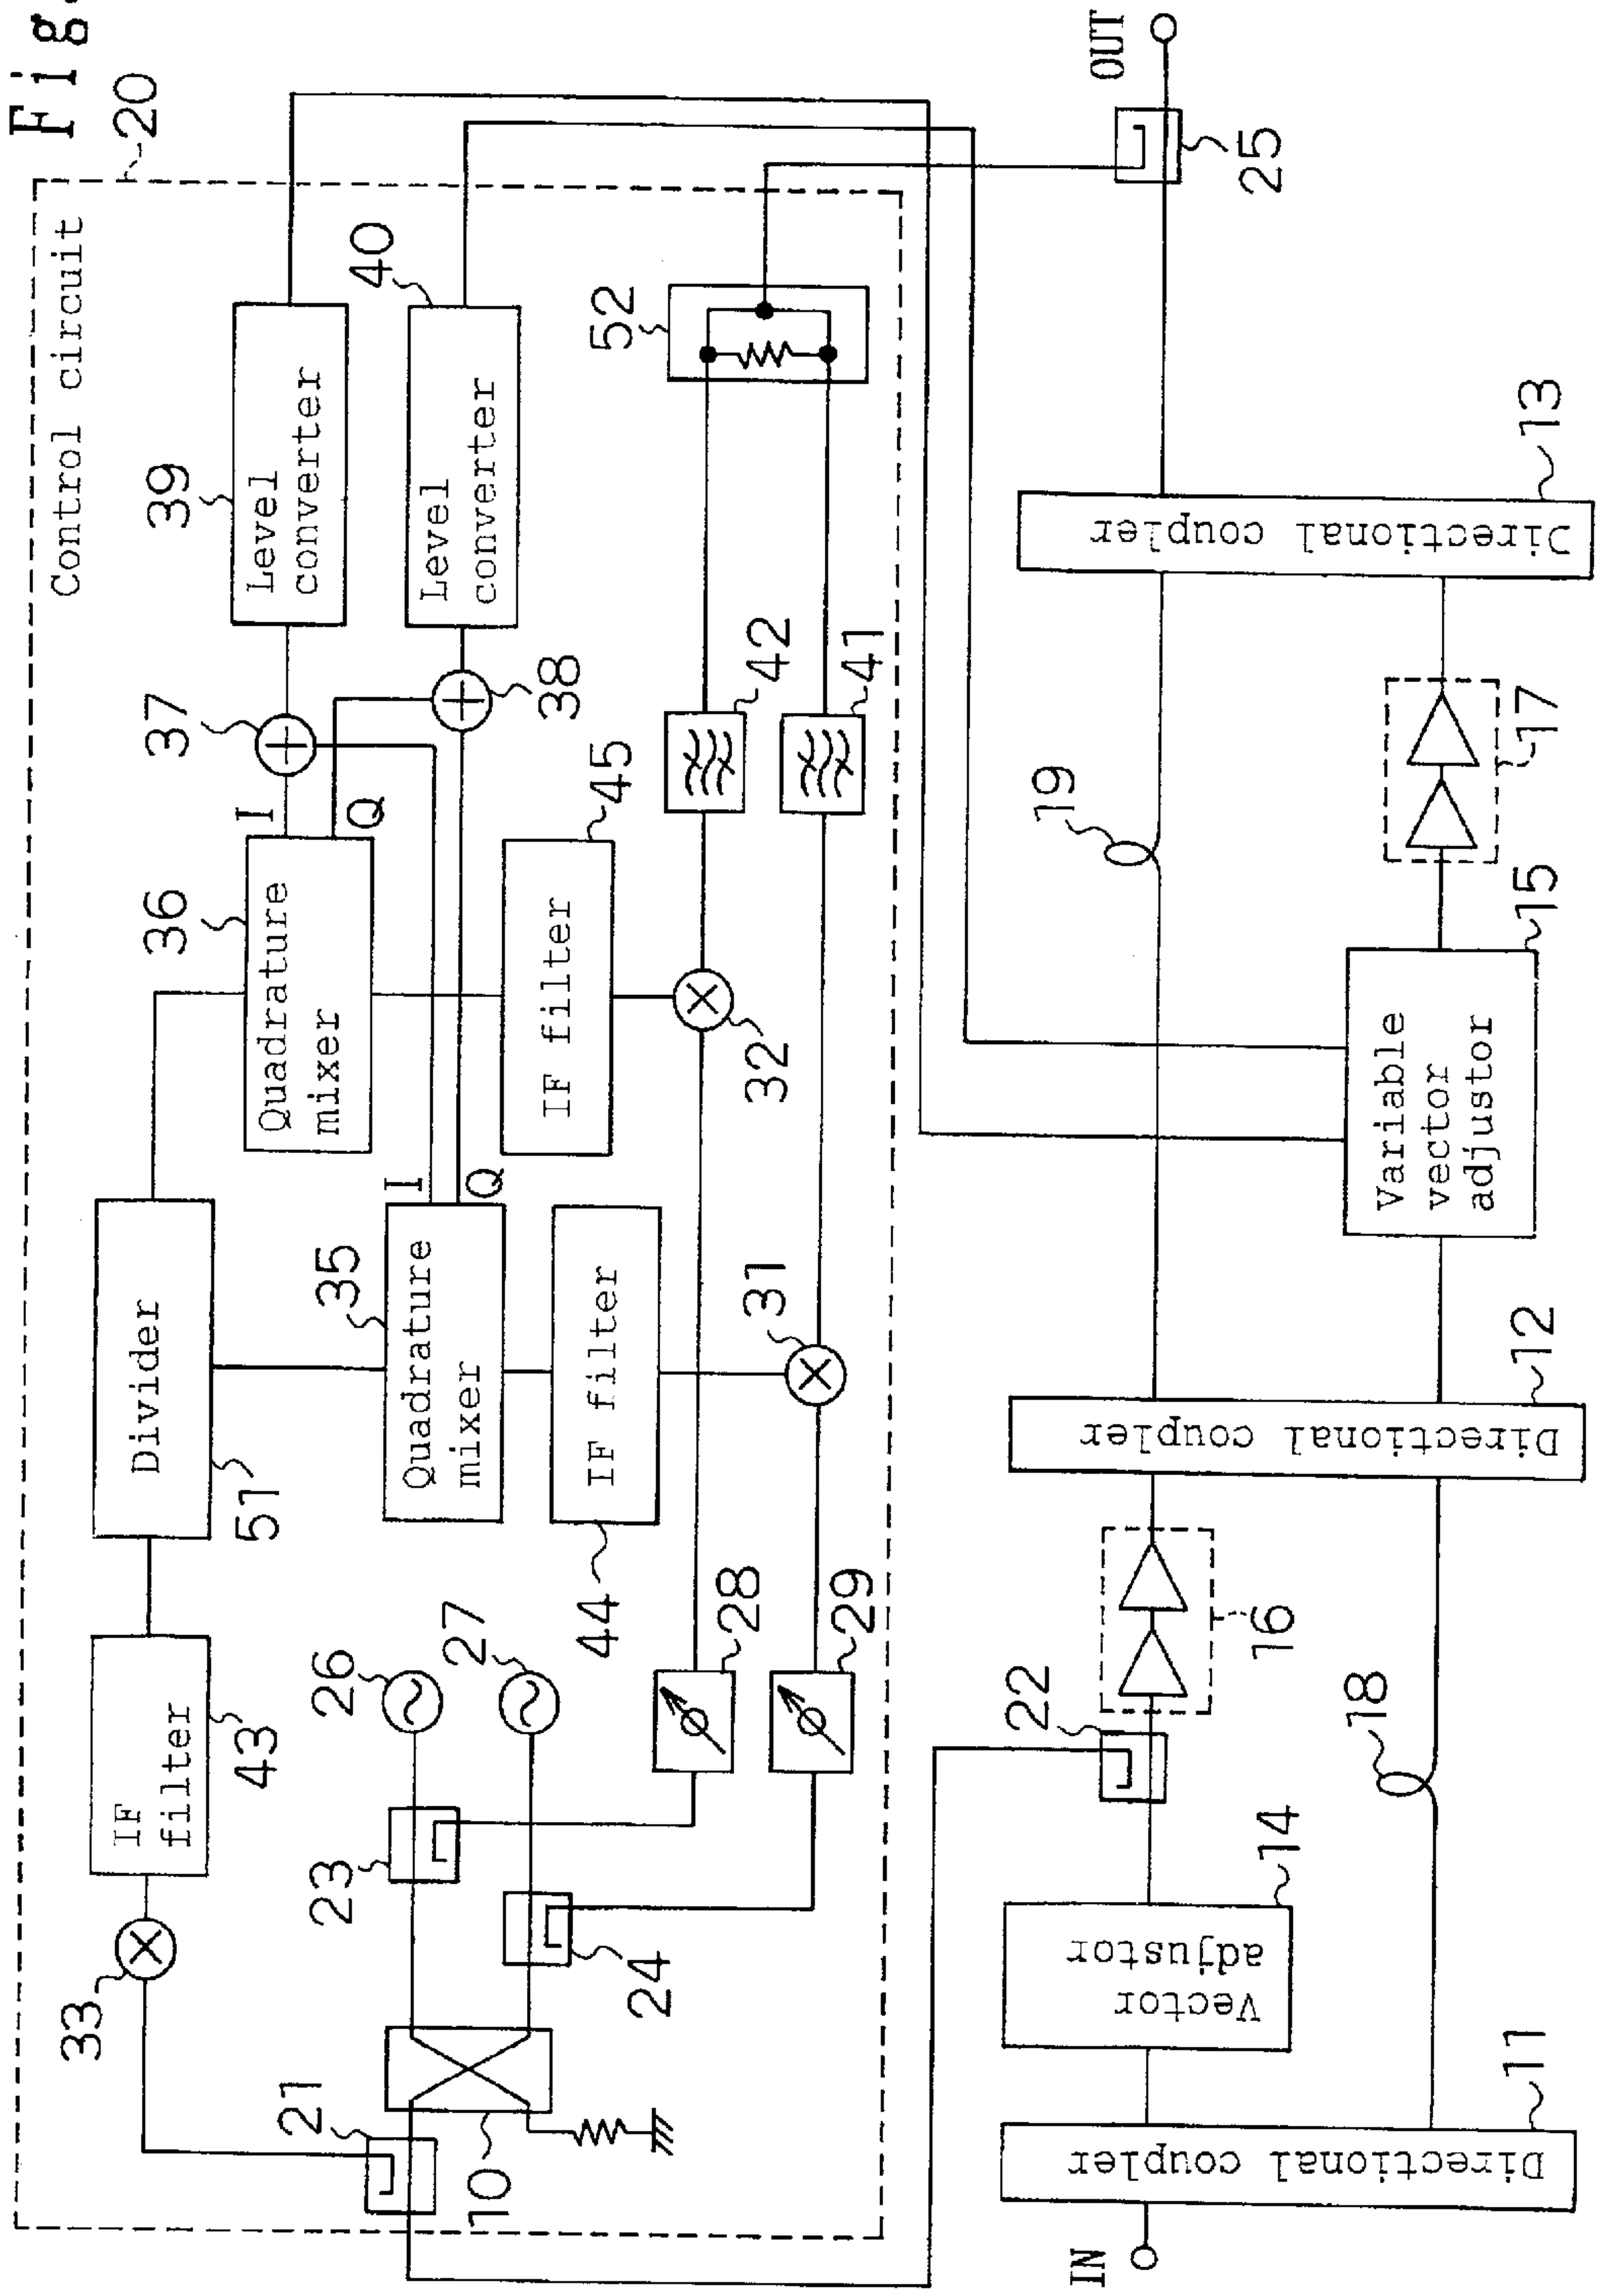 Fig.
20
Control circuit
33
IF
filter
43
Divider
51
36
Quadrature
mixer
I
Q
37
39
Level
converter
40
Level
converter
38
35
Quadrature
mixer
I
Q
45
IF filter
44
IF filter
52
42
41
32
31
26
27
28
29
23
24
21
10
25
OUT
IN
11
Directional coupler
14
Vector
adjustor
22
16
18
12
Directional coupler
19
15
Variable
vector
adjustor
17
13
Directional coupler